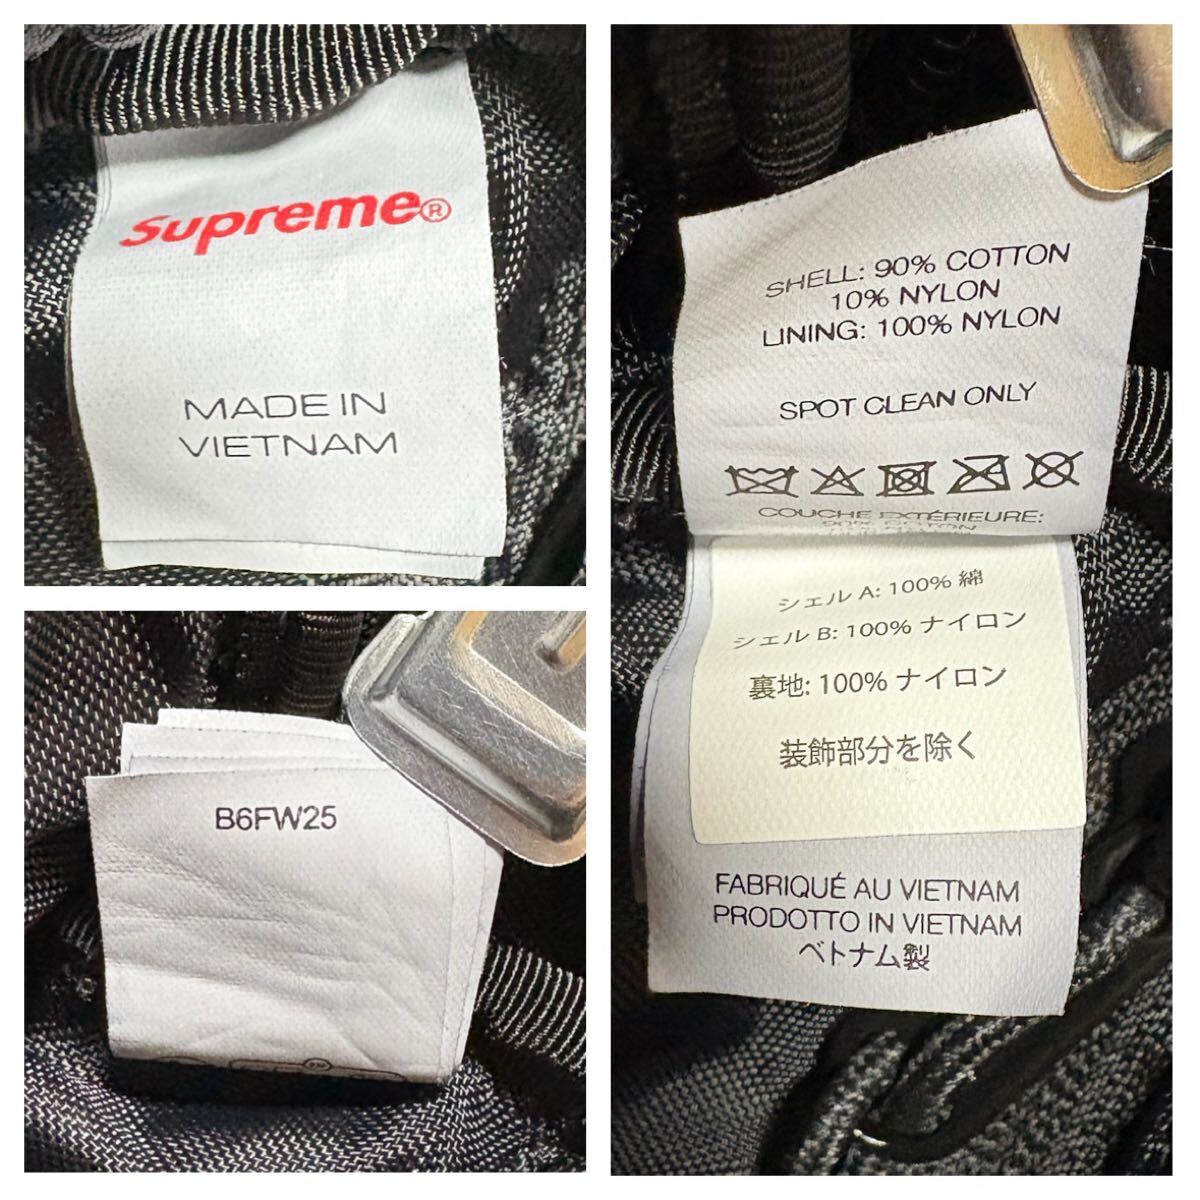 Supreme®
MADE IN
VIETNAM
B6FW25
SHELL: 90% COTTON
10% NYLON
LINING: 100% NYLON
SPOT CLEAN ONLY
COUCHE EXTÉRIEURE:
90% COTON
シェル A: 100% 綿
シェル B: 100% ナイロン
裏地: 100% ナイロン
装飾部分を除く
FABRIQUÉ AU VIETNAM
PRODOTTO IN VIETNAM
ベトナム製